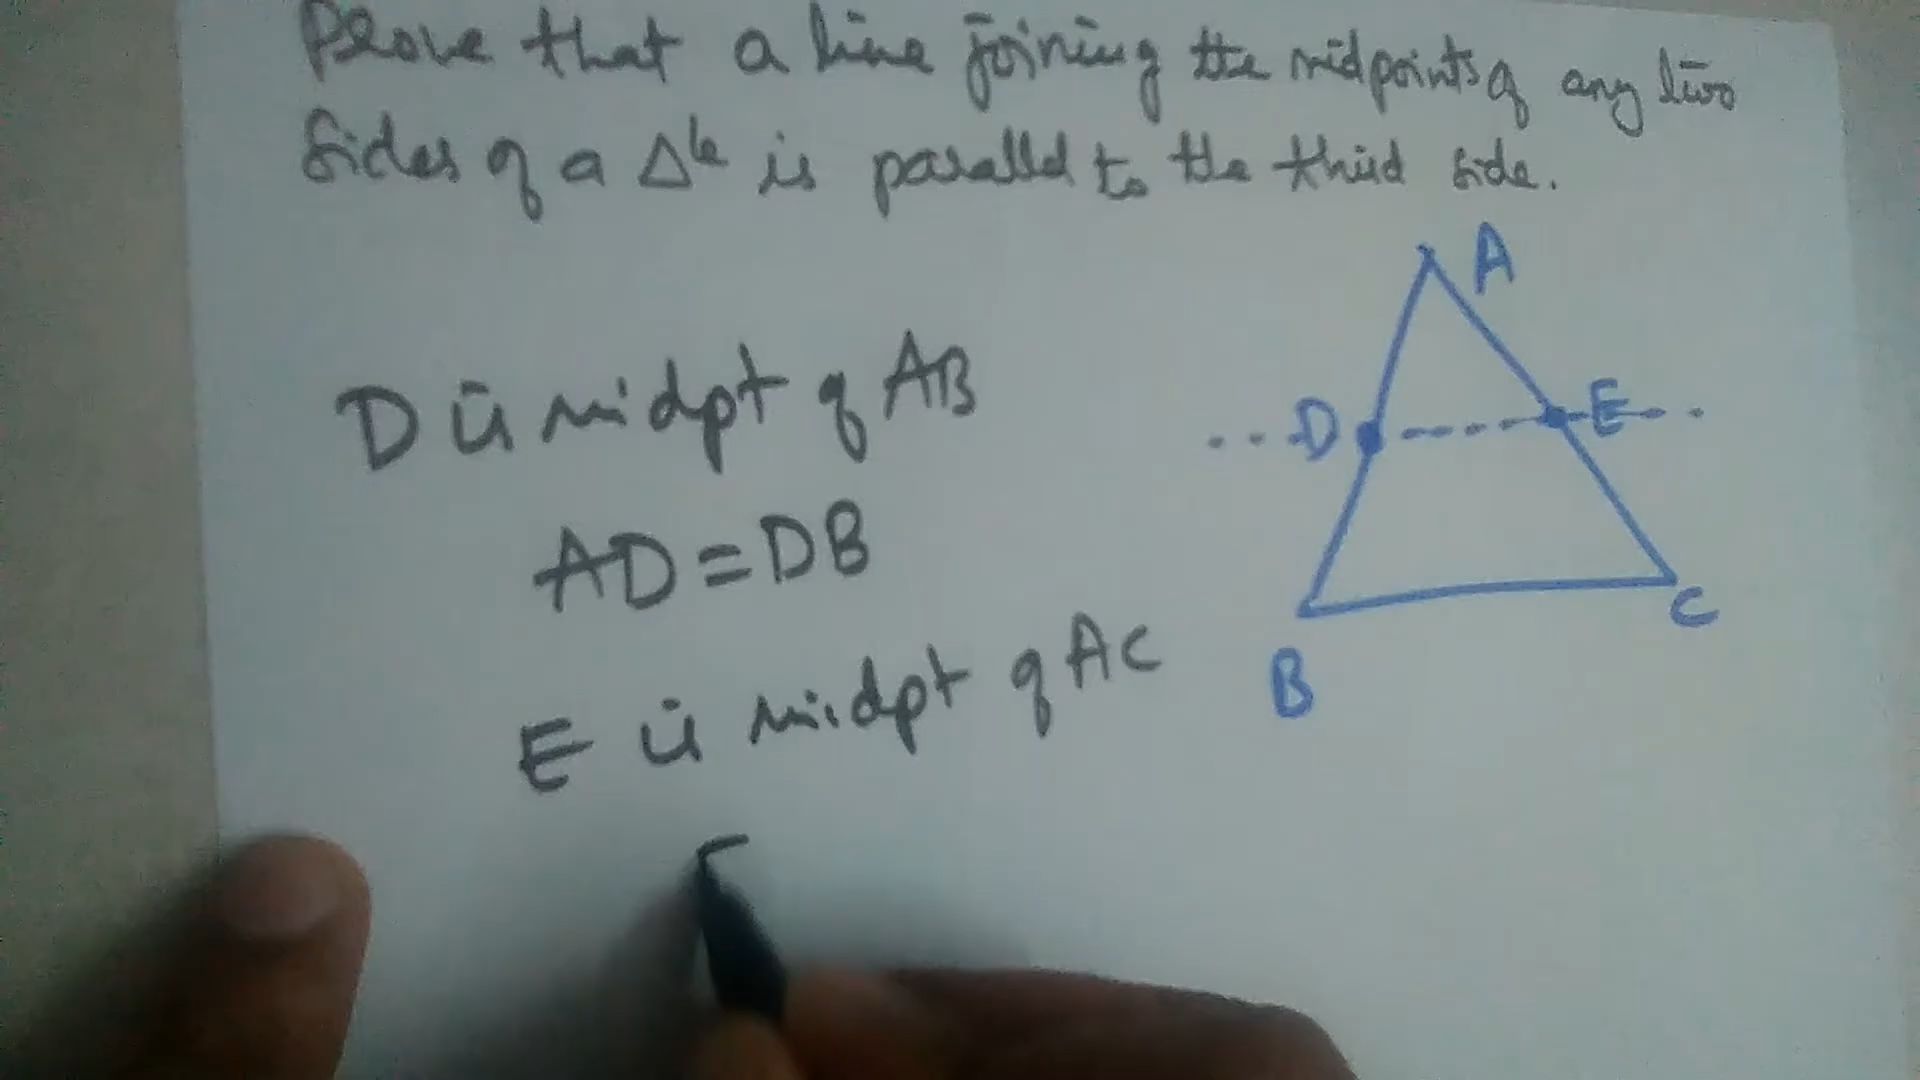 Prove that a line joining the midpoints of any two
sides of a Δle is parallel to the third side.
A
D is midpt of AB
D
E
AD=DB
C
E is midpt of AC
B